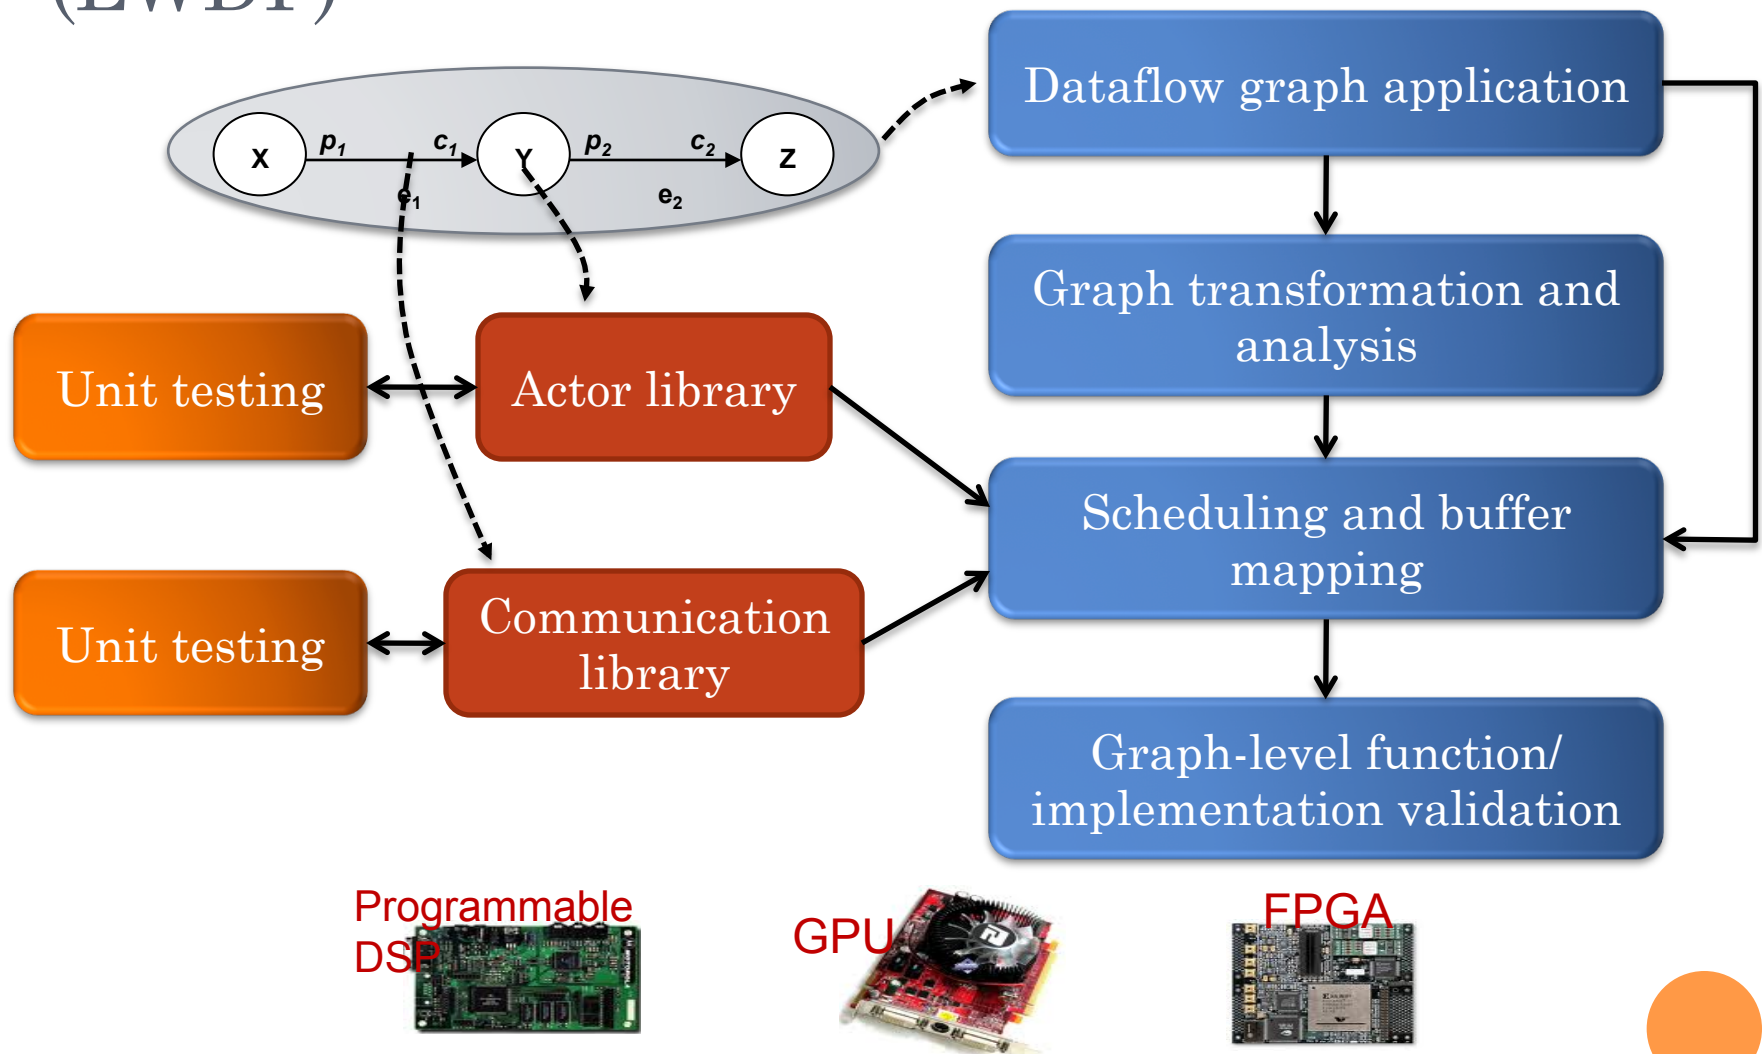 Dataflow graph application
X
p1
c1
Y
p2
c2
Z
e1
e2
Graph transformation and
analysis
Unit testing
Actor library
Scheduling and buffer
mapping
Unit testing
Communication
library
Graph-level function/
implementation validation
Programmable
DSP
GPU
FPGA